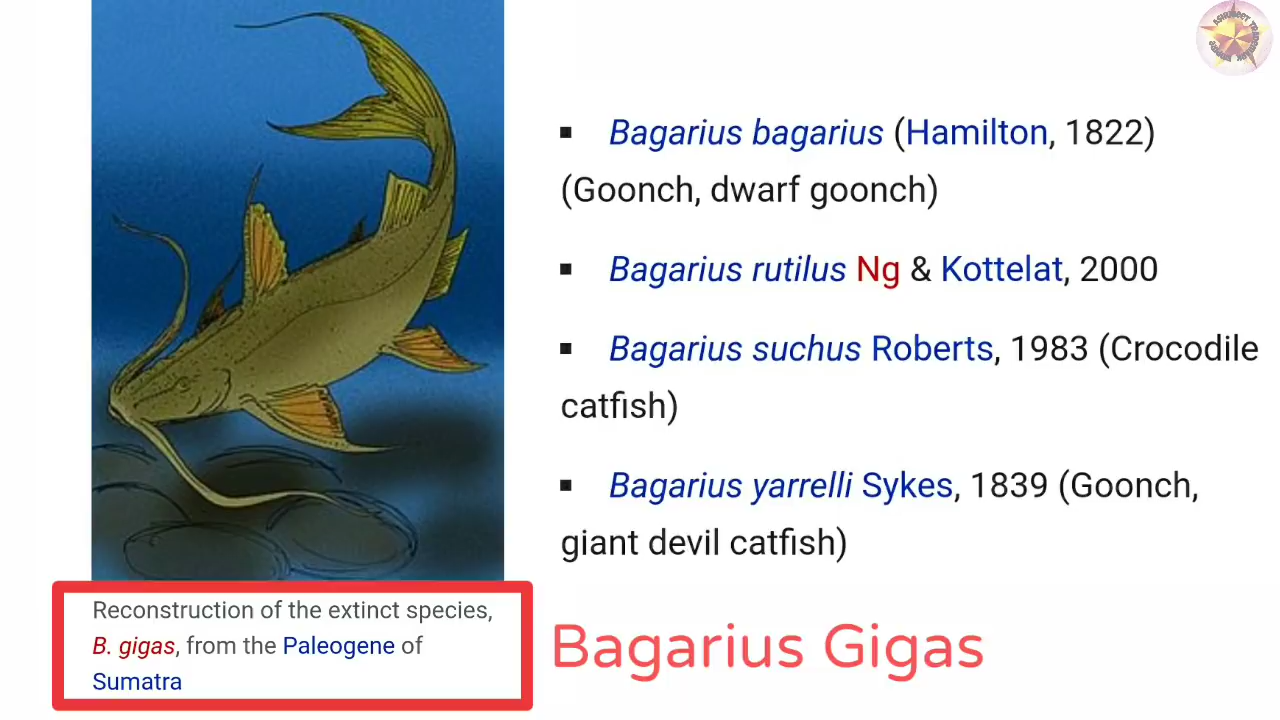 Bagarius bagarius (Hamilton, 1822)
(Goonch, dwarf goonch)
Bagarius rutilus Ng & Kottelat, 2000
Bagarius suchus Roberts, 1983 (Crocodile
catfish)
Bagarius yarrelli Sykes, 1839 (Goonch,
giant devil catfish)
Reconstruction of the extinct species,
B. gigas, from the Paleogene of
Sumatra
Bagarius Gigas